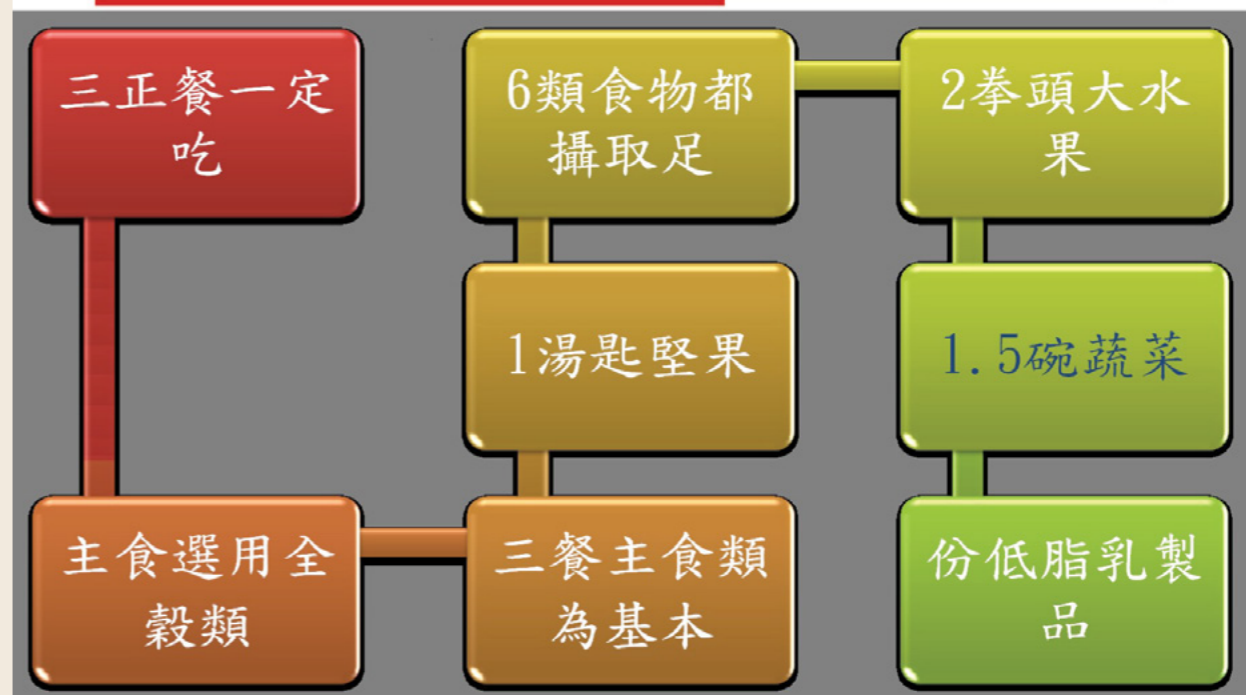 三正餐一定
吃
主食選用全
穀類
三餐主食類
為基本
1湯匙堅果
6類食物都
攝取足
2拳頭大水
果
1.5碗蔬菜
份低脂乳製
品